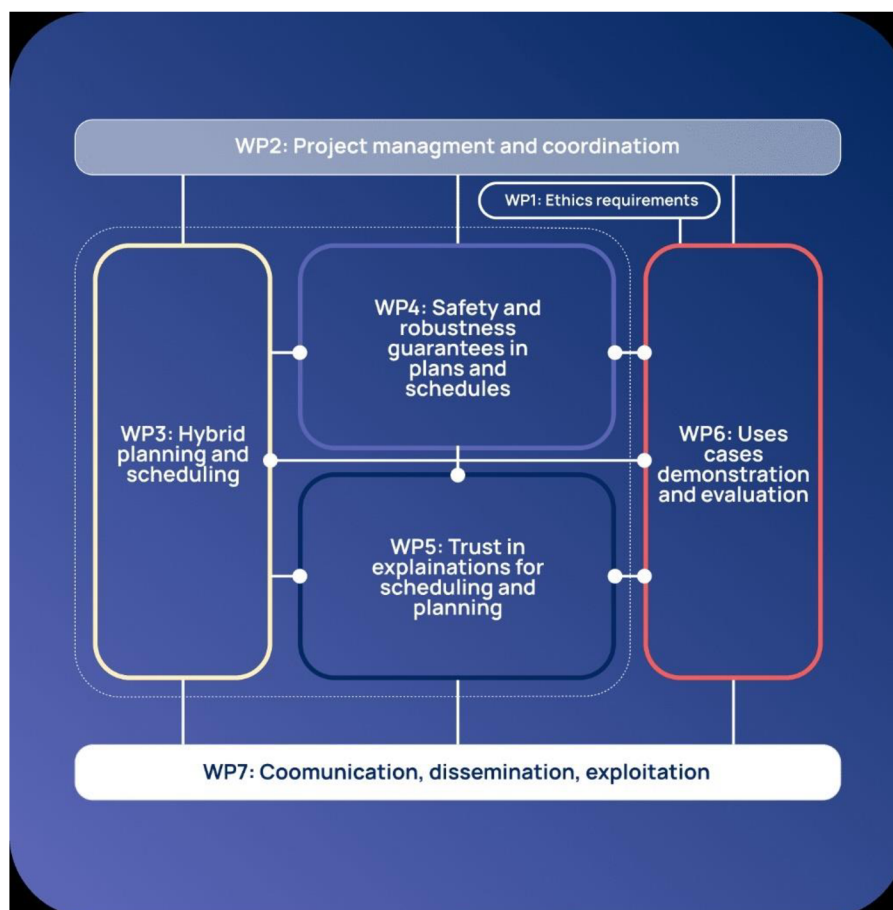 WP2: Project managment and coordinatiom
WP1: Ethics requirements
WP4: Safety and
robustness
guarantees in
plans and
schedules
WP3: Hybrid
planning and
scheduling
WP6: Uses
cases
demonstration
and evaluation
WP5: Trust in
explainations for
scheduling and
planning
WP7: Coomunication, dissemination, exploitation